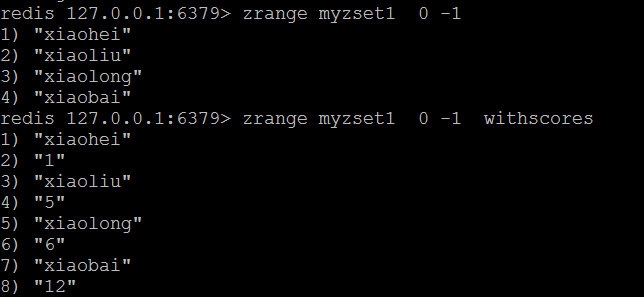 redis 127.0.0.1:6379> zrange myzset1  0 -1
1) "xiaohei"
2) "xiaoliu"
3) "xiaolong"
4) "xiaobai"
redis 127.0.0.1:6379> zrange myzset1  0 -1  withscores
1) "xiaohei"
2) "1"
3) "xiaoliu"
4) "5"
5) "xiaolong"
6) "6"
7) "xiaobai"
8) "12"